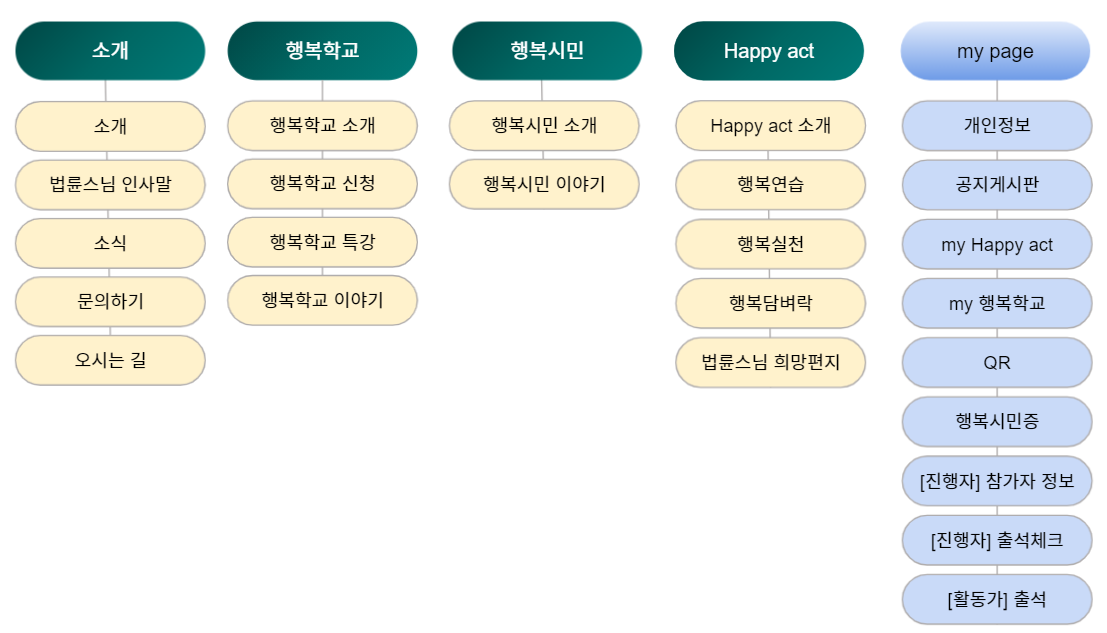 소개
소개
법륜스님 인사말
소식
문의하기
오시는 길
행복학교
행복학교 소개
행복학교 신청
행복학교 특강
행복학교 이야기
행복시민
행복시민 소개
행복시민 이야기
Happy act
Happy act 소개
행복연습
행복실천
행복담벼락
법륜스님 희망편지
my page
개인정보
공지게시판
my Happy act
my 행복학교
QR
행복시민증
[진행자] 참가자 정보
[진행자] 출석체크
[활동가] 출석